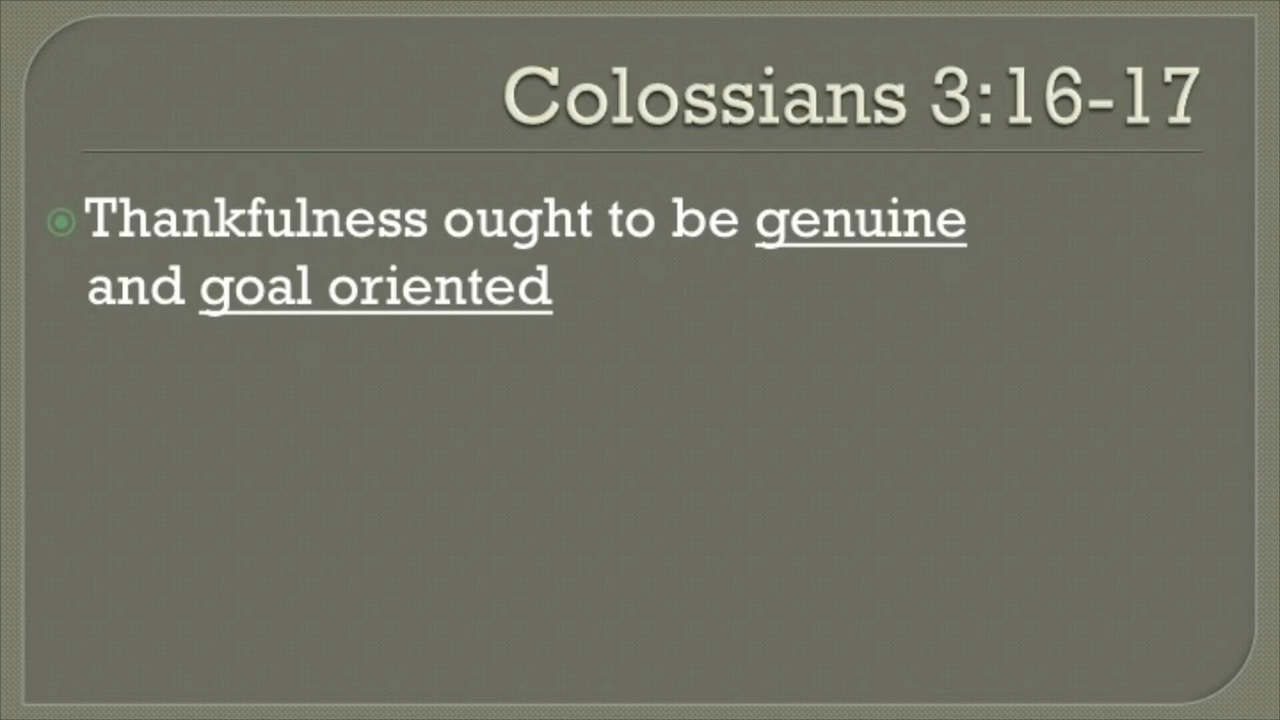 Colossians 3:16-17
Thankfulness ought to be genuine
and goal oriented